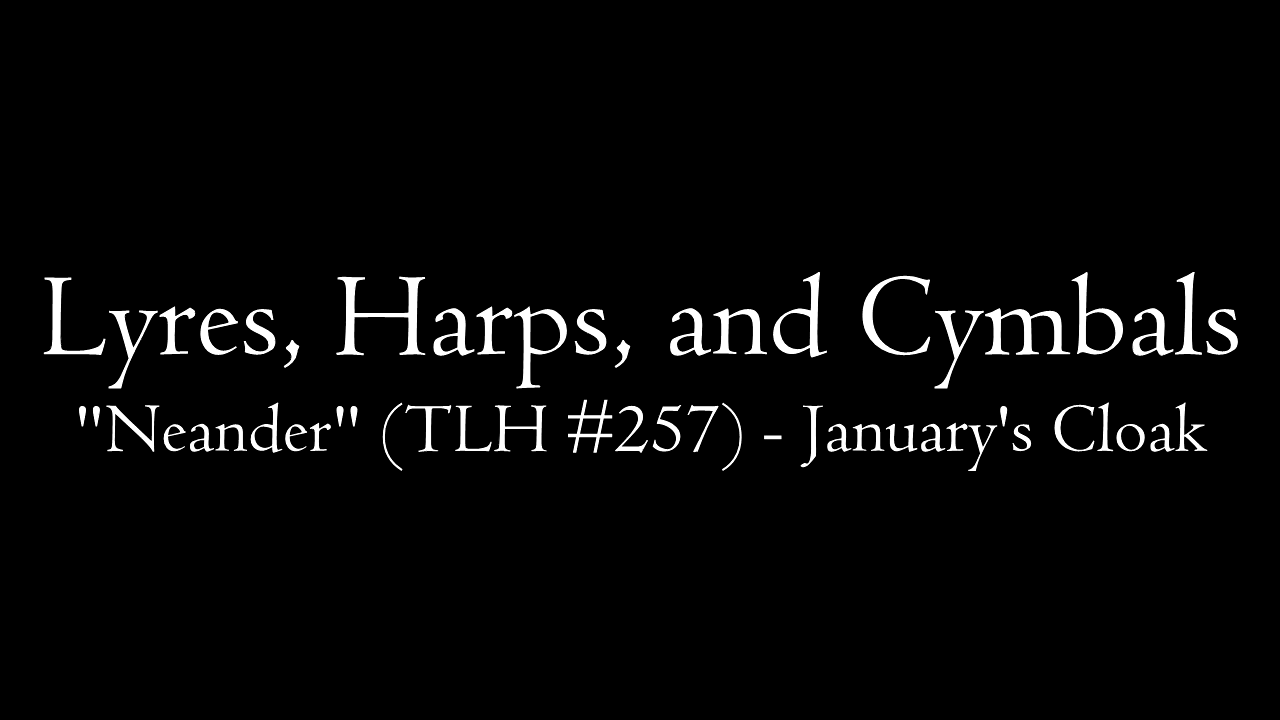 Lyres, Harps, and Cymbals
"Neander" (TLH #257) - January's Cloak